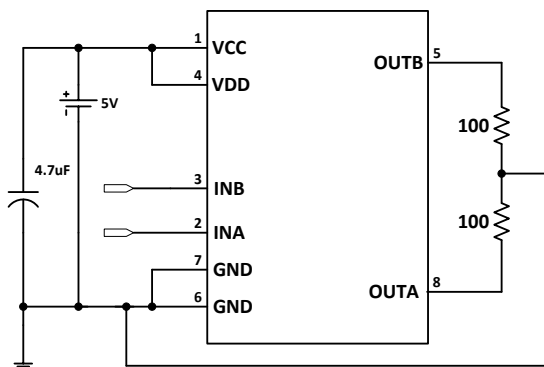 1
VCC
5
OUTB
4
VDD
+
-
5V
100
4.7uF
3
INB
2
INA
100
7
GND
8
OUTA
6
GND